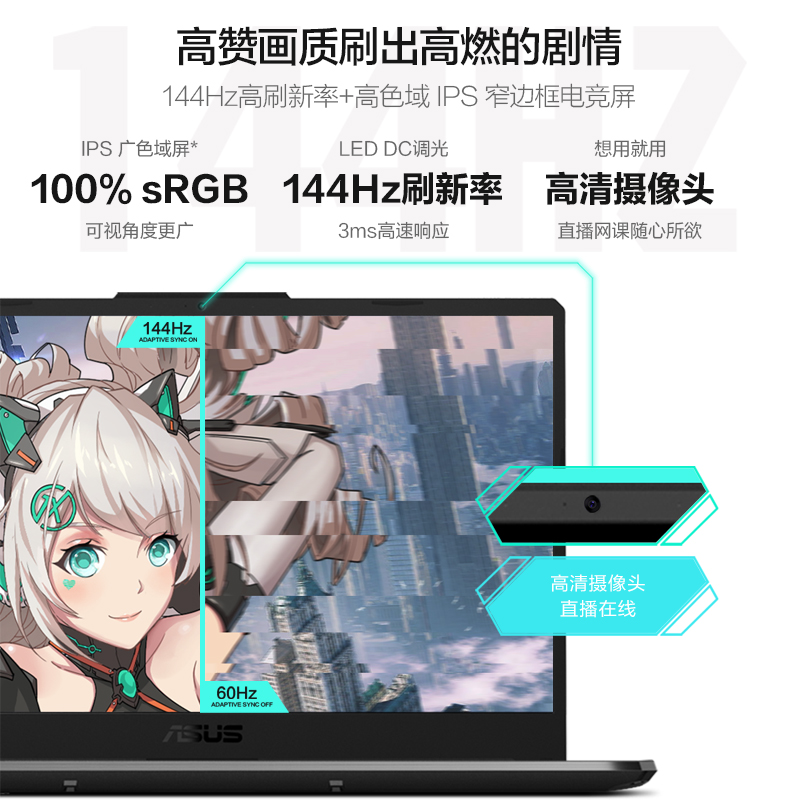 144HZ
高赞画质刷出高燃的剧情
144Hz高刷新率+高色域 IPS 窄边框电竞屏
IPS 广色域屏*
100% sRGB
可视角度更广
LED DC调光
144Hz刷新率
3ms高速响应
想用就用
高清摄像头
直播网课随心所欲
144Hz
ADAPTIVE SYNC ON
高清摄像头
直播在线
60Hz
ADAPTIVE SYNC OFF
ASUS